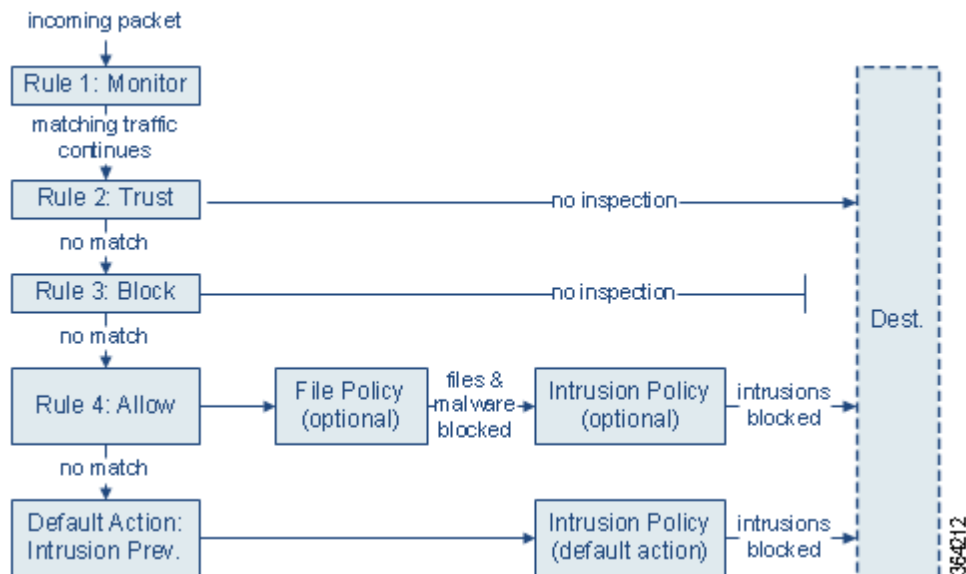 incoming packet
Rule 1: Monitor
matching traffic
continues
Rule 2: Trust
no inspection
no match
Rule 3: Block
no inspection
no match
Dest.
Rule 4: Allow
File Policy
(optional)
files &
malware
blocked
Intrusion Policy
(optional)
intrusions
blocked
no match
Default Action:
Intrusion Prev.
Intrusion Policy
(default action)
intrusions
blocked
364212